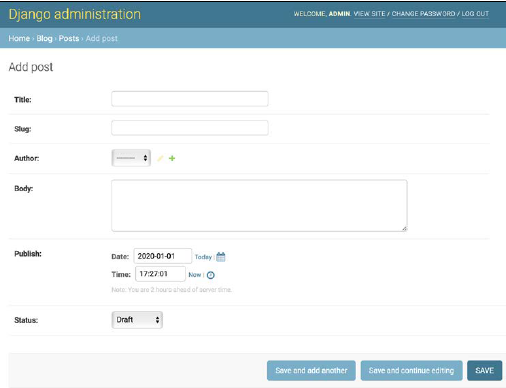 Django administration
WELCOME, ADMIN. VIEW SITE / CHANGE PASSWORD / LOG OUT
Home › Blog › Posts › Add post
Add post
Title:
Slug:
Author:
Body:
Publish:
Date: 2020-01-01 Today
Time: 17:27:01 Now
Note: You are 2 hours ahead of server time.
Status: Draft
Save and add another Save and continue editing SAVE